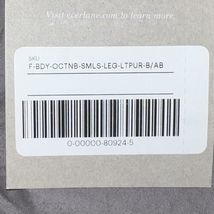 Visit everlane.com to learn more.
SKU
F-BDY-OCTNB-SMLS-LEG-LTPUR-B/AB
0-00000-80924-5